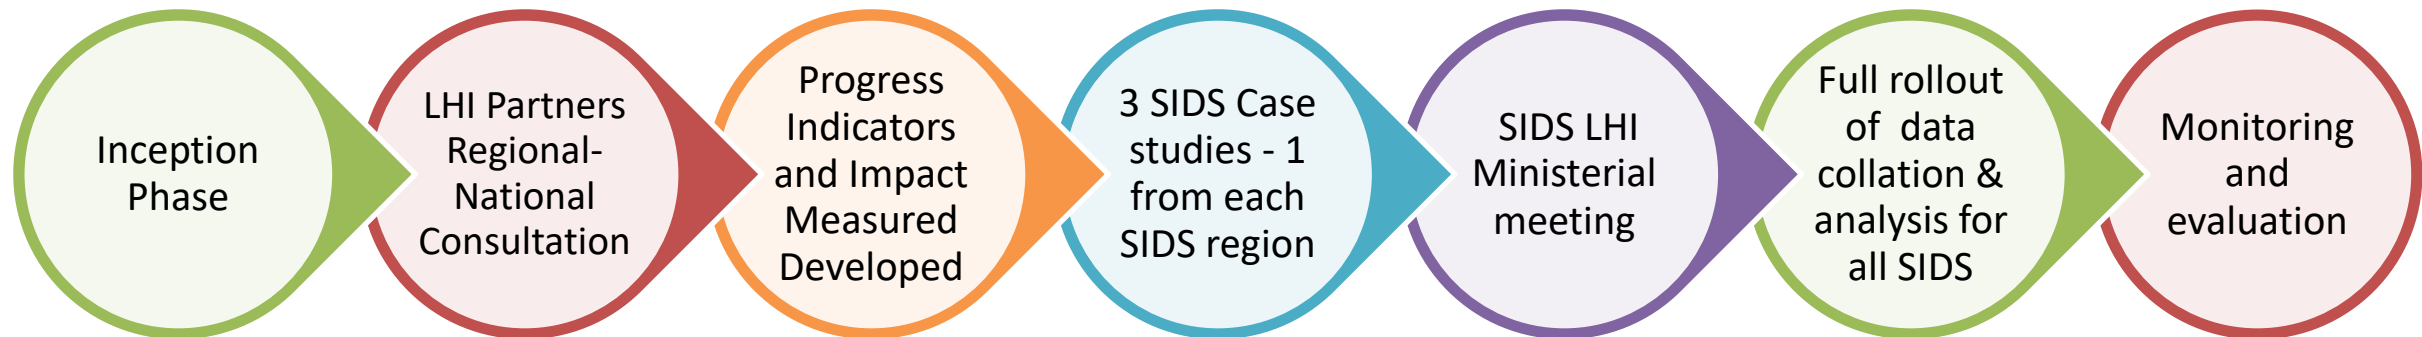 Inception
Phase
LHI Partners
Regional-
National
Consultation
Progress
Indicators
and Impact
Measured
Developed
3 SIDS Case
studies - 1
from each
SIDS region
SIDS LHI
Ministerial
meeting
Full rollout
of data
collation &
analysis for
all SIDS
Monitoring
and
evaluation